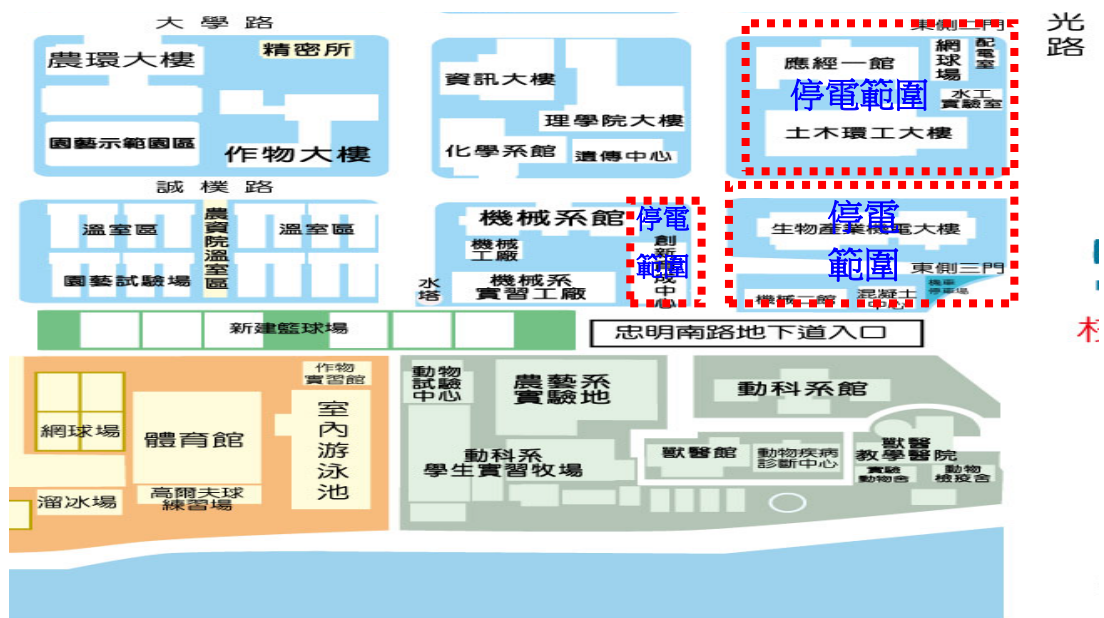 大學路
東側二門
光路
農環大樓
精密所
園藝示範園區
作物大樓
資訊大樓
理學院大樓
化學系館
遺傳中心
應經一館
網球場
配電室
停電範圍
水工
實驗室
土木環工大樓
誠樸路
溫室區
農資院溫室區
溫室區
園藝試驗場
機械系館
機械
工廠
水塔
機械系
實習工廠
停電
範圍
停電
範圍
生物產業機電大樓
東側三門
機車
停車場
機械二館
混凝土
中心
新建籃球場
忠明南路地下道入口
作物
實習館
網球場
體育館
室內游泳池
溜冰場
高爾夫球
練習場
動物
試驗
中心
農藝系
實驗地
動科系館
動科系
學生實習牧場
獸醫館
動物疾病
診斷中心
獸醫
教學醫院
實驗
動物舍
動物
檢疫舍